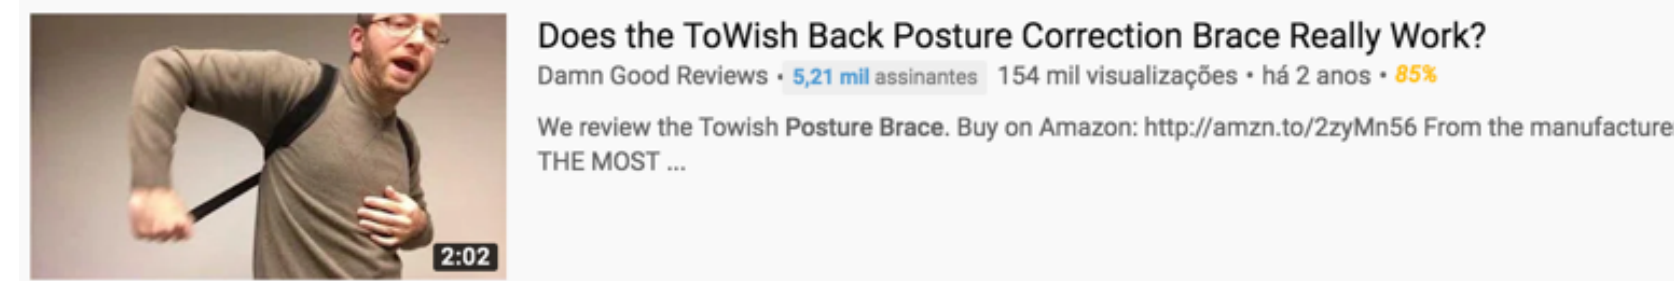 Does the ToWish Back Posture Correction Brace Really Work?
Damn Good Reviews • 5,21 mil assinantes 154 mil visualizações • há 2 anos • 85%
We review the Towish Posture Brace. Buy on Amazon: http://amzn.to/2zyMn56 From the manufacture
THE MOST ...
2:02